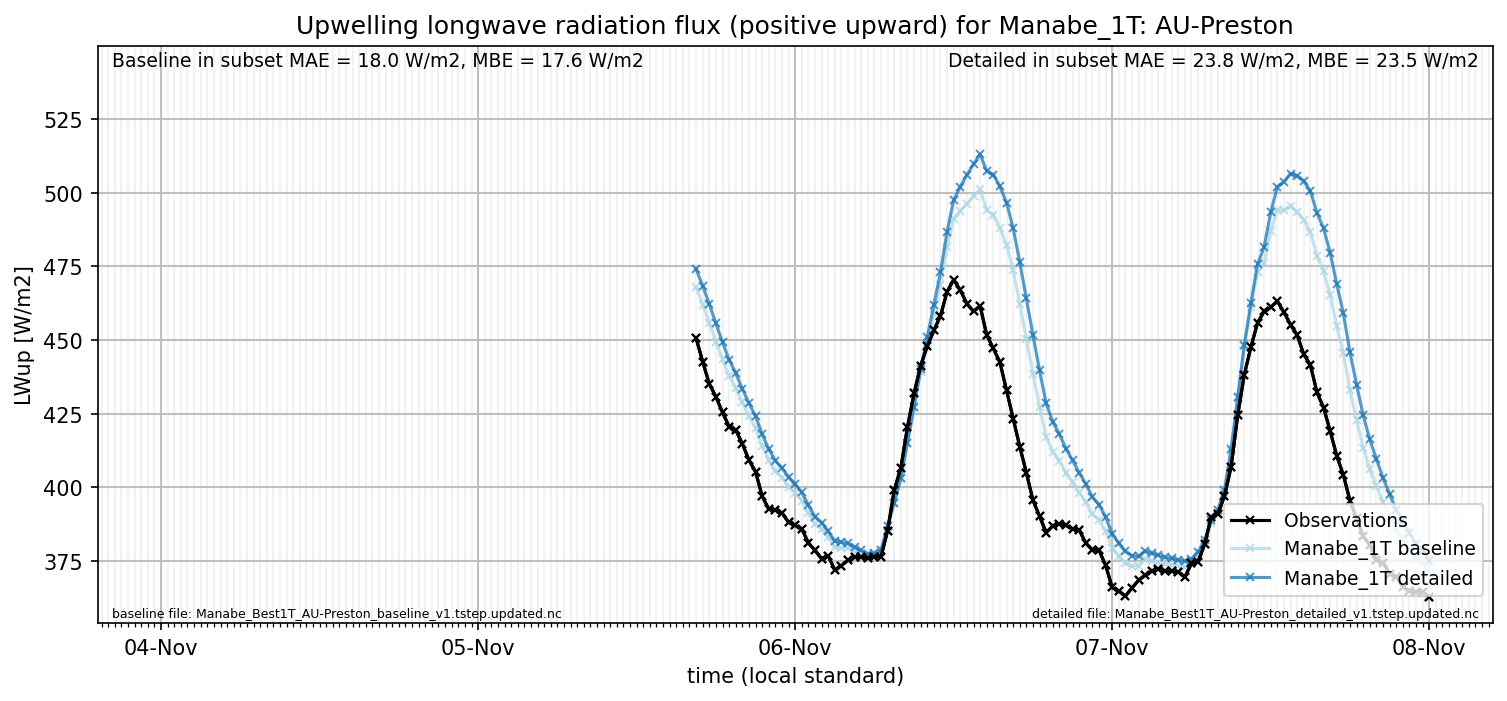 Upwelling longwave radiation flux (positive upward) for Manabe_1T: AU-Preston
Baseline in subset MAE = 18.0 W/m2, MBE = 17.6 W/m2
Detailed in subset MAE = 23.8 W/m2, MBE = 23.5 W/m2
525
500
475
450
425
400
375
LWup [W/m2]
Observations
Manabe_1T baseline
Manabe_1T detailed
baseline file: Manabe_Best1T_AU-Preston_baseline_v1.tstep.updated.nc
detailed file: Manabe_Best1T_AU-Preston_detailed_v1.tstep.updated.nc
04-Nov
05-Nov
06-Nov
07-Nov
08-Nov
time (local standard)